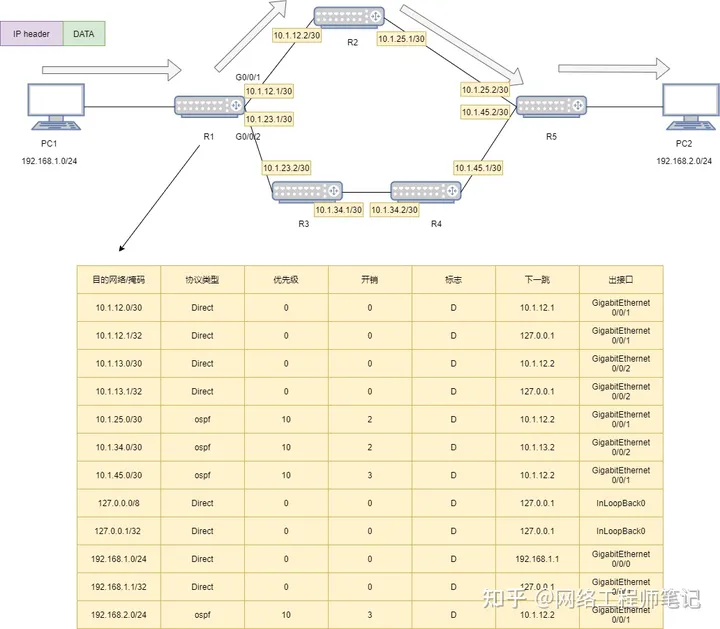 IP header DATA
10.1.12.2/30
R2
10.1.25.1/30
G0/0/1
10.1.12.1/30
10.1.25.2/30
10.1.23.1/30
10.1.45.2/30
PC1
R1
G0/0/2
R5
PC2
192.168.1.0/24
192.168.2.0/24
10.1.23.2/30
10.1.45.1/30
10.1.34.1/30
10.1.34.2/30
R3
R4
目的网络/掩码 协议类型 优先级 开销 标志 下一跳 出接口
10.1.12.0/30 Direct 0 0 D 10.1.12.1 GigabitEthernet 0/0/1
10.1.12.1/32 Direct 0 0 D 127.0.0.1 GigabitEthernet 0/0/1
10.1.13.0/30 Direct 0 0 D 10.1.12.2 GigabitEthernet 0/0/2
10.1.13.1/32 Direct 0 0 D 127.0.0.1 GigabitEthernet 0/0/2
10.1.25.0/30 ospf 10 2 D 10.1.12.2 GigabitEthernet 0/0/1
10.1.34.0/30 ospf 10 2 D 10.1.13.2 GigabitEthernet 0/0/2
10.1.45.0/30 ospf 10 3 D 10.1.12.2 GigabitEthernet 0/0/1
127.0.0.0/8 Direct 0 0 D 127.0.0.1 InLoopBack0
127.0.0.1/32 Direct 0 0 D 127.0.0.1 InLoopBack0
192.168.1.0/24 Direct 0 0 D 192.168.1.1 GigabitEthernet 0/0/0
192.168.1.1/32 Direct 0 0 D 127.0.0.1 GigabitEthernet
192.168.2.0/24 ospf 10 3 D 10.1.12.2 GigabitEthernet 0/0/1
知乎 @网络工程师笔记